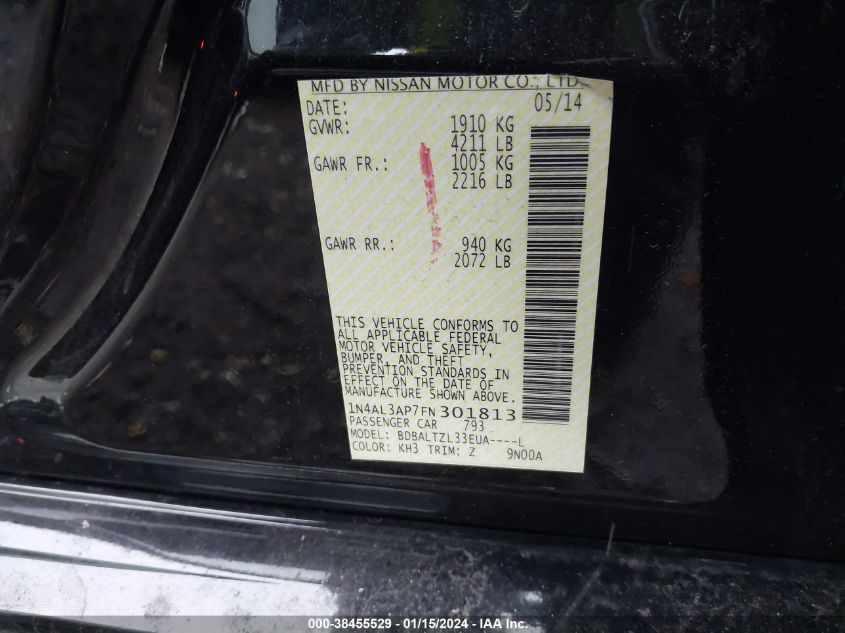 MFD BY NISSAN MOTOR CO., LTD.
DATE: 05/14
GVWR: 1910 KG
4211 LB
GAWR FR.: 1005 KG
2216 LB
GAWR RR.: 940 KG
2072 LB
THIS VEHICLE CONFORMS TO
ALL APPLICABLE FEDERAL
MOTOR VEHICLE SAFETY,
BUMPER, AND THEFT
PREVENTION STANDARDS IN
EFFECT ON THE DATE OF
MANUFACTURE SHOWN ABOVE.
1N4AL3AP7FN301813
PASSENGER CAR 793
MODEL: BDBALTZL33EUA----L
COLOR: KH3 TRIM: Z 9N00A
000-38455529 - 01/15/2024 - IAA Inc.